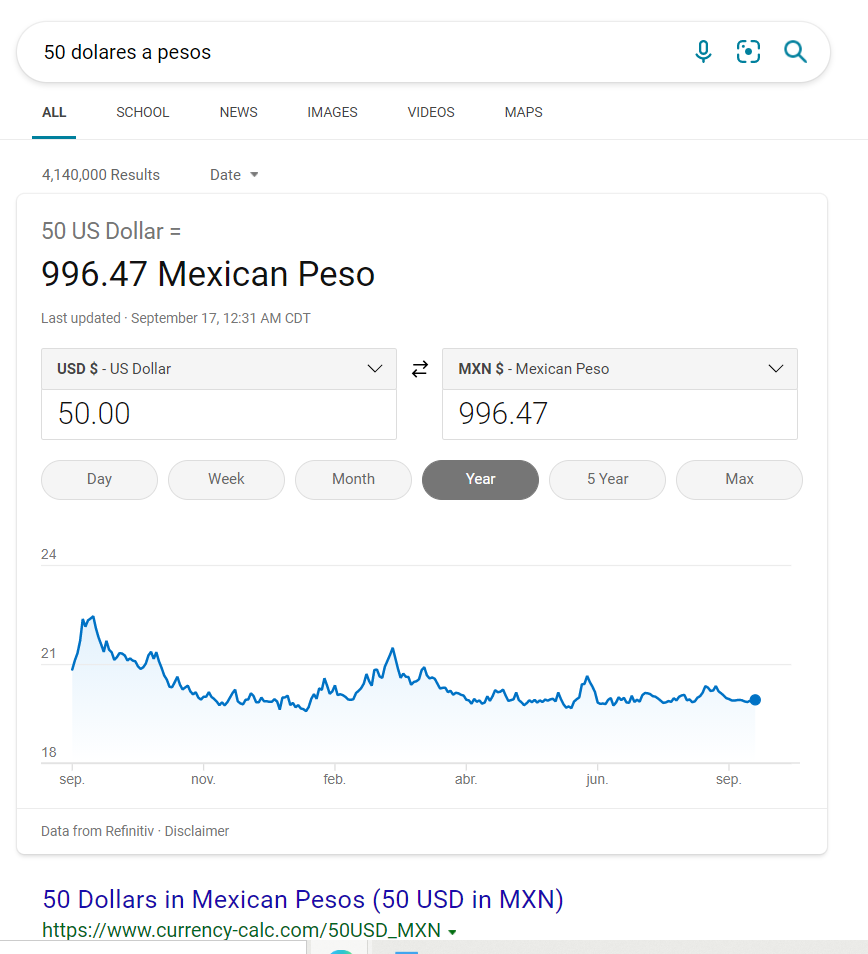 50 dolares a pesos
ALL SCHOOL NEWS IMAGES VIDEOS MAPS
4,140,000 Results Date
50 US Dollar =
996.47 Mexican Peso
Last updated · September 17, 12:31 AM CDT
USD $ - US Dollar MXN $ - Mexican Peso
50.00 996.47
Day Week Month Year 5 Year Max
24
21
18
sep. nov. feb. abr. jun. sep.
Data from Refinitiv · Disclaimer
50 Dollars in Mexican Pesos (50 USD in MXN)
https://www.currency-calc.com/50USD_MXN